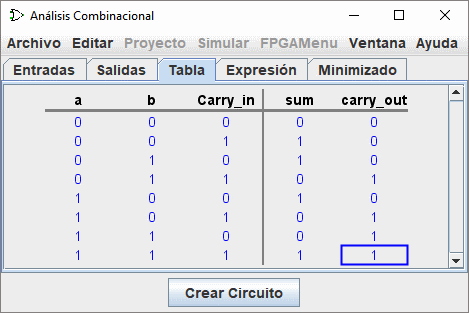 Análisis Combinacional
Archivo Editar Proyecto Simular FPGAMenu Ventana Ayuda
Entradas Salidas Tabla Expresión Minimizado
a b Carry_in sum carry_out
0 0 0 0 0
0 0 1 1 0
0 1 0 1 0
0 1 1 0 1
1 0 0 1 0
1 0 1 0 1
1 1 0 0 1
1 1 1 1 1
Crear Circuito